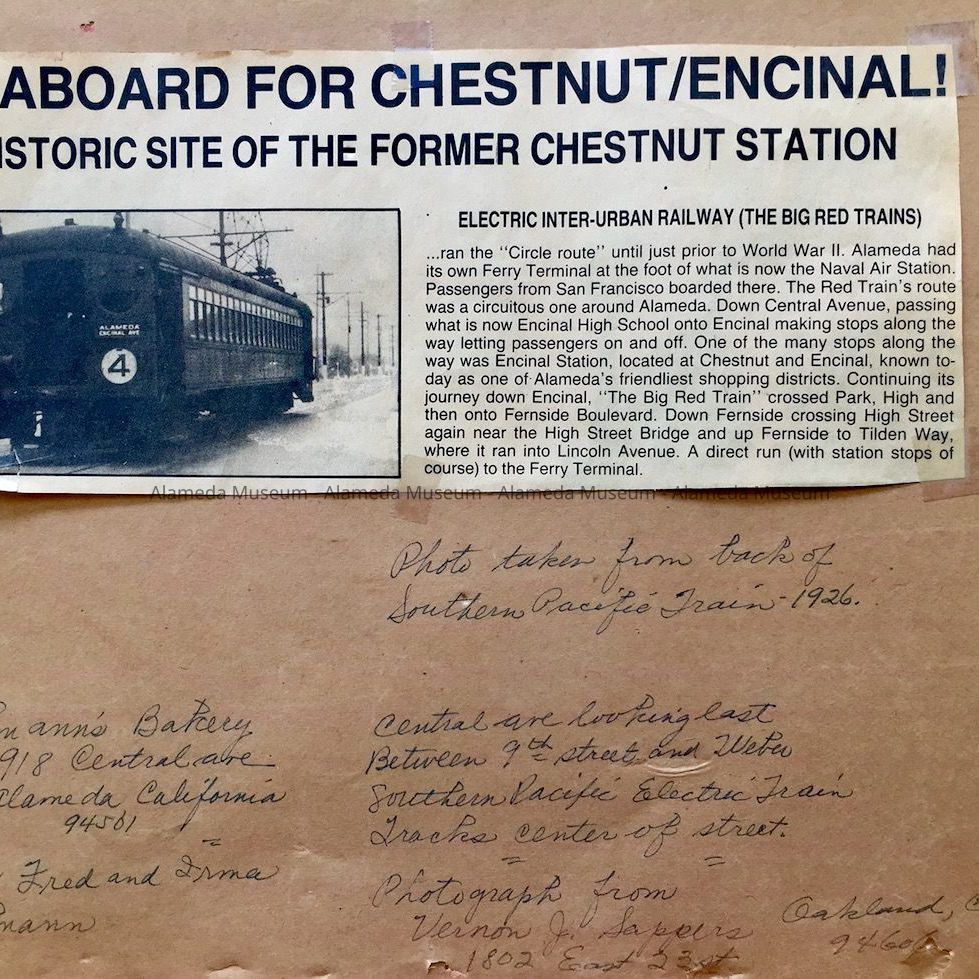 ABOARD FOR CHESTNUT/ENCINAL!
ISTORIC SITE OF THE FORMER CHESTNUT STATION
ALAMEDA
ENCINAL AVE
4
ELECTRIC INTER-URBAN RAILWAY (THE BIG RED TRAINS)
...ran the "Circle route" until just prior to World War II. Alameda had
its own Ferry Terminal at the foot of what is now the Naval Air Station.
Passengers from San Francisco boarded there. The Red Train's route
was a circuitous one around Alameda. Down Central Avenue, passing
what is now Encinal High School onto Encinal making stops along the
way letting passengers on and off. One of the many stops along the
way was Encinal Station, located at Chestnut and Encinal, known to-
day as one of Alameda's friendliest shopping districts. Continuing its
journey down Encinal, "The Big Red Train" crossed Park, High and
then onto Fernside Boulevard. Down Fernside crossing High Street
again near the High Street Bridge and up Fernside to Tilden Way,
where it ran into Lincoln Avenue. A direct run (with station stops of
course) to the Ferry Terminal.
Alameda Museum Alameda Museum Alameda Museum Alameda Museum
Photo taken from back of
Southern Pacific Train - 1926.
mann's Bakery
918 Central ave.
Alameda California
94501
Fred and Irma
mann
Central ave looking east
Between 9th street and Weber
Southern Pacific Electric Train
Tracks center of street.
Photograph from
Vernon J. Sappers
1802 East 23st
Oakland,
94606